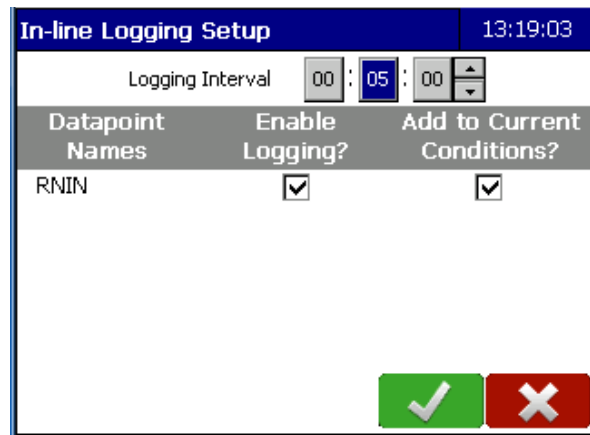 In-line Logging Setup 13:19:03
Logging Interval 00 : 05 : 00
Datapoint Names Enable Logging? Add to Current Conditions?
RNIN